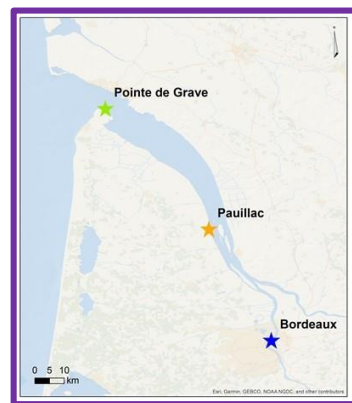 Pointe de Grave
Pauillac
Bordeaux
0 5 10
km
Esri, Garmin, GEBCO, NOAA NGDC, and other contributors